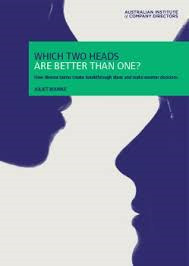 AUSTRALIAN INSTITUTE
of COMPANY DIRECTORS
WHICH TWO HEADS
ARE BETTER THAN ONE?
How diverse teams create breakthrough ideas and make smarter decisions
JULIET BOURKE